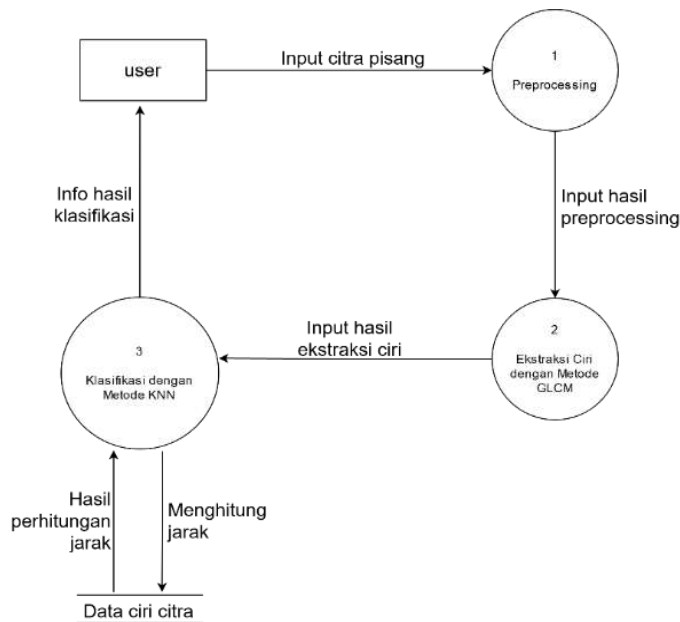 user
Input citra pisang
1
Preprocessing
Info hasil
klasifikasi
Input hasil
preprocessing
Input hasil
ekstraksi ciri
3
Klasifikasi dengan
Metode KNN
2
Ekstraksi Ciri
dengan Metode
GLCM
Hasil
perhitungan
jarak
Menghitung
jarak
Data ciri citra